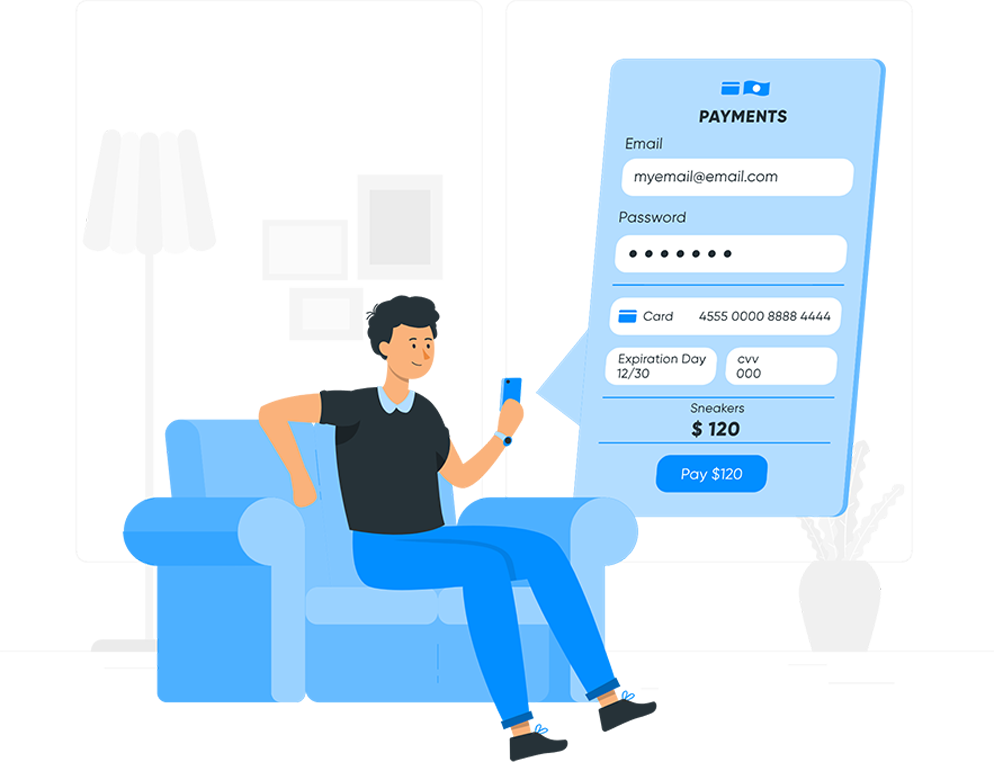 PAYMENTS
Email
myemail@email.com
Password
•••••••
Card 4555 0000 8888 4444
Expiration Day cvv
12/30 000
Sneakers
$ 120
Pay $120